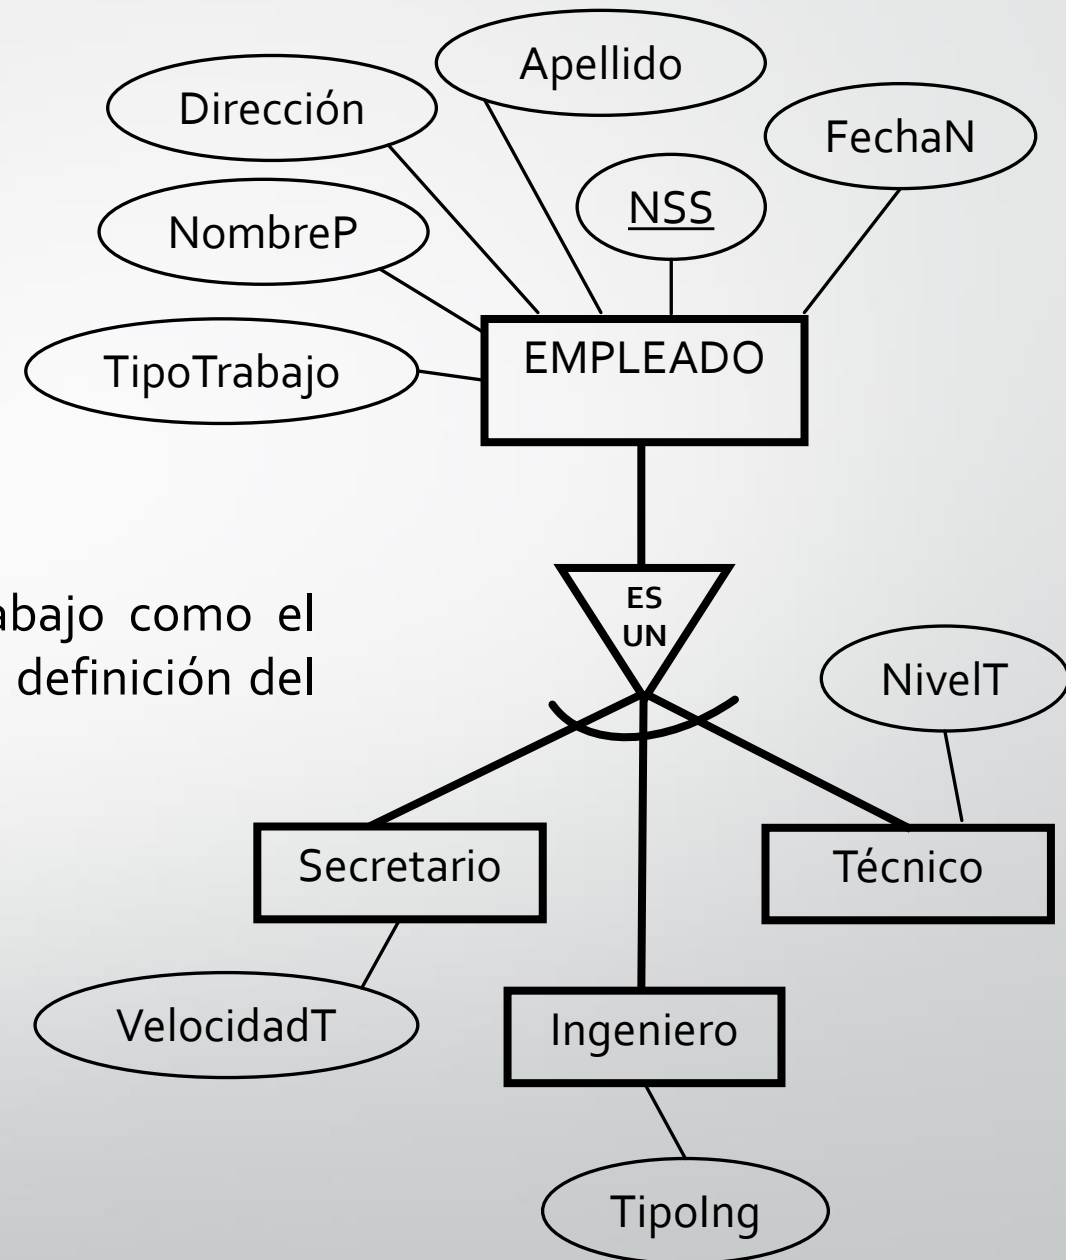 Apellido
Dirección
FechaN
NSS
NombreP
EMPLEADO
TipoTrabajo
ES
UN
como el
definición del
NivelT
Secretario
Técnico
VelocidadT
Ingeniero
TipoIng